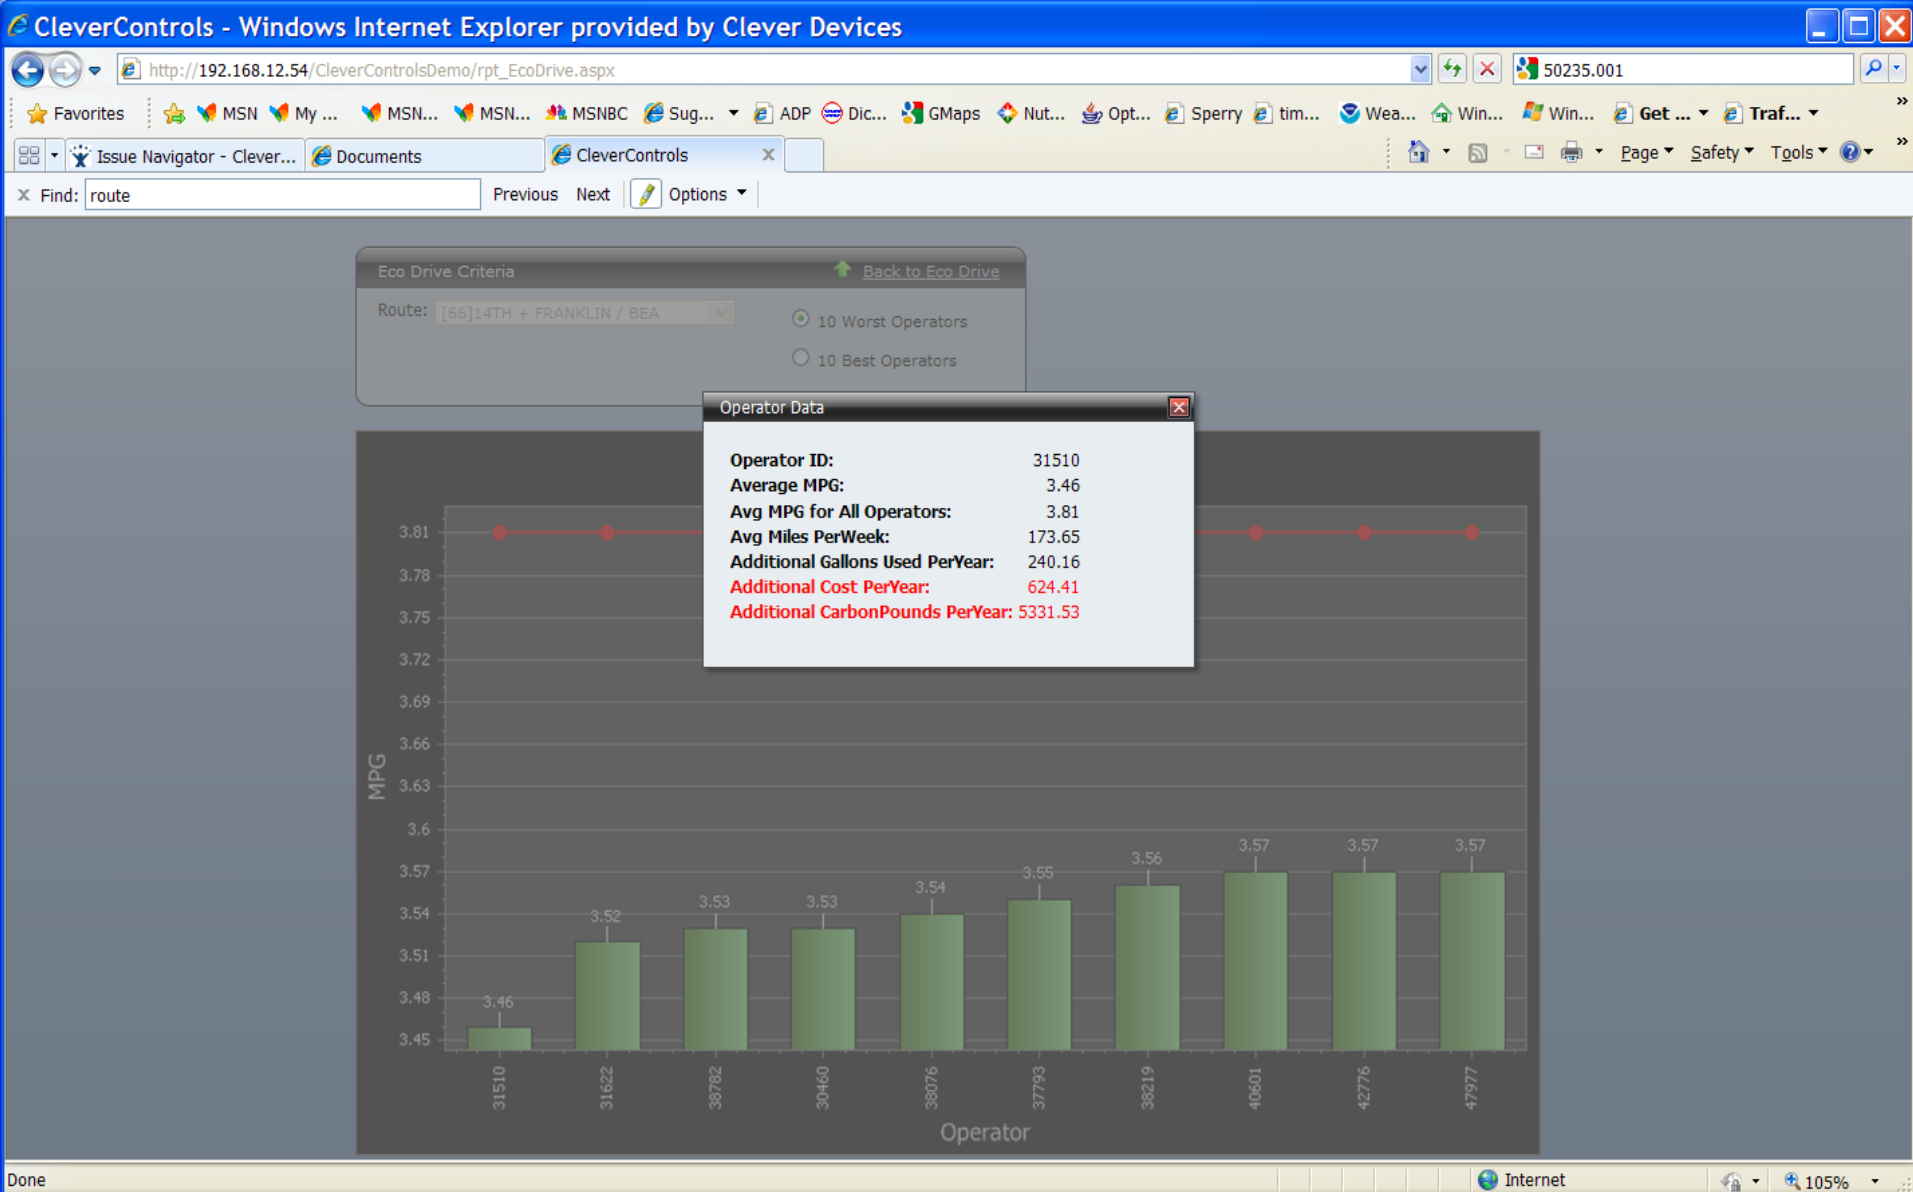 CleverControls - Windows Internet Explorer provided by Clever Devices
http://192.168.12.54/CleverControlsDemo/rpt_EcoDrive.aspx
50235.001
Favorites MSN My ... MSN... MSN... MSNBC Sug... ADP Dic... GMaps Nut... Opt... Sperry tim... Wea... Win... Win... Get ... Traf... »
Issue Navigator - Clever... Documents CleverControls x Page Safety Tools »
x Find: route Previous Next Options
Eco Drive Criteria Back to Eco Drive
Route: [66]14TH + FRANKLIN / BEA
10 Worst Operators
10 Best Operators
Operator Data
Operator ID: 31510
Average MPG: 3.46
Avg MPG for All Operators: 3.81
Avg Miles PerWeek: 173.65
Additional Gallons Used PerYear: 240.16
Additional Cost PerYear: 624.41
Additional CarbonPounds PerYear: 5331.53
MPG
3.81
3.78
3.75
3.72
3.69
3.66
3.63
3.6
3.57
3.54
3.51
3.48
3.45
3.46 3.52 3.53 3.53 3.54 3.55 3.56 3.57 3.57 3.57
31510 31622 38782 30460 38076 37793 38219 40601 42776 47977
Operator
Done Internet 105%